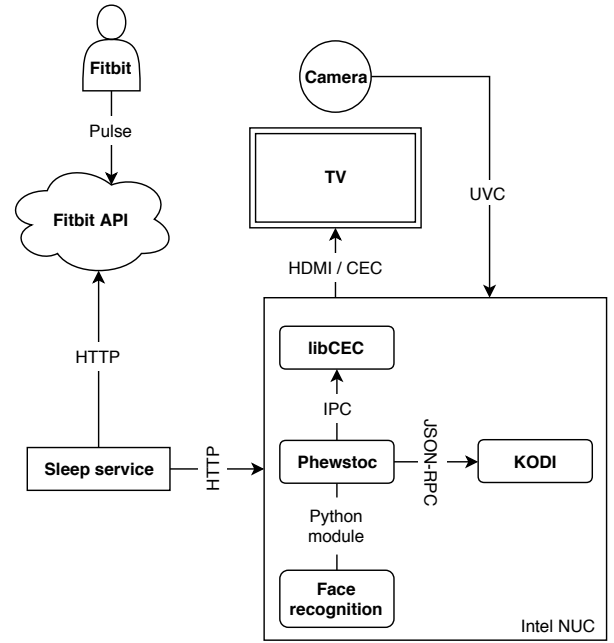 Fitbit
Camera
Pulse
TV
UVC
Fitbit API
HDMI / CEC
libCEC
HTTP
IPC
JSON-RPC
Sleep service
HTTP
Phewstoc
KODI
Python
module
Face
recognition
Intel NUC